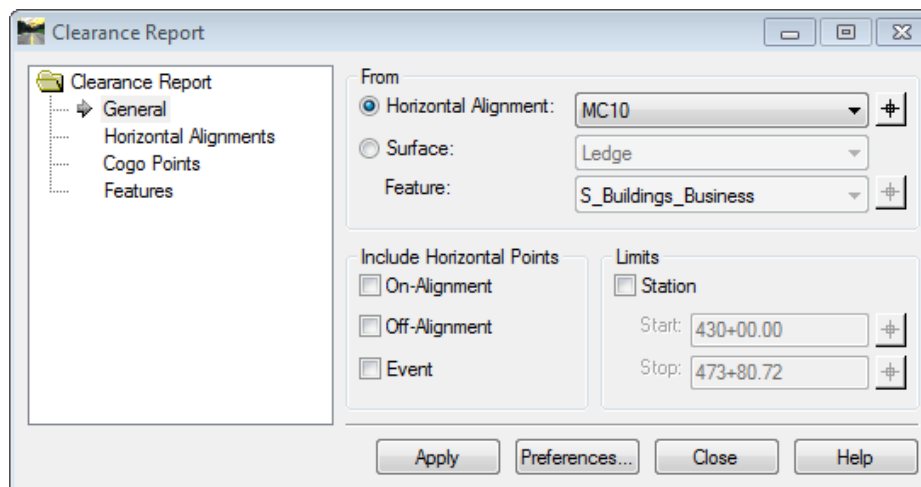 Clearance Report
Clearance Report
General
Horizontal Alignments
Cogo Points
Features
From
Horizontal Alignment: MC10
Surface: Ledge
Feature: S_Buildings_Business
Include Horizontal Points
On-Alignment
Off-Alignment
Event
Limits
Station
Start: 430+00.00
Stop: 473+80.72
Apply Preferences... Close Help